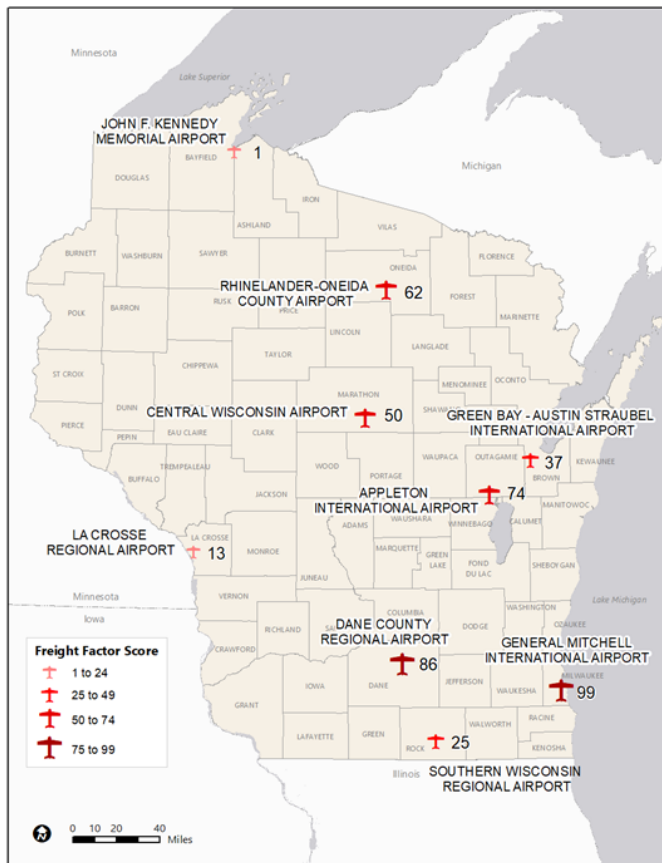 Minnesota
Lake Superior
JOHN F. KENNEDY
MEMORIAL AIRPORT
1
BAYFIELD
DOUGLAS
Michigan
IRON
ASHLAND
VILAS
BURNETT
WASHBURN
SAWYER
ONEIDA
FLORENCE
RHINELANDER-ONEIDA
COUNTY AIRPORT
62
RUSK
PRICE
FOREST
MARINETTE
POLK
BARRON
LINCOLN
LANGLADE
TAYLOR
CHIPPEWA
ST CROIX
MENOMINEE
OCONTO
MARATHON
DUNN
CENTRAL WISCONSIN AIRPORT
50
SHAWANO
GREEN BAY - AUSTIN STRAUBEL
INTERNATIONAL AIRPORT
PIERCE
PEPIN
EAU CLAIRE
CLARK
37
WAUPACA
OUTAGAMIE
BROWN
KEWAUNEE
WOOD
PORTAGE
BUFFALO
TREMPEALEAU
JACKSON
APPLETON
INTERNATIONAL AIRPORT
74
ADAMS
WAUSHARA
WINNEBAGO
CALUMET
MANITOWOC
LA CROSSE
REGIONAL AIRPORT
LA CROSSE
13
MONROE
JUNEAU
MARQUETTE
GREEN
LAKE
FOND
DU LAC
SHEBOYGAN
Minnesota
Iowa
VERNON
Lake Michigan
COLUMBIA
DODGE
WASHINGTON
OZAUKEE
RICHLAND
CRAWFORD
DANE COUNTY
REGIONAL AIRPORT
86
GENERAL MITCHELL
INTERNATIONAL AIRPORT
MILWAUKEE
99
IOWA
DANE
JEFFERSON
WAUKESHA
GRANT
LAFAYETTE
GREEN
ROCK
25
WALWORTH
RACINE
KENOSHA
Illinois
SOUTHERN WISCONSIN
REGIONAL AIRPORT
Freight Factor Score
1 to 24
25 to 49
50 to 74
75 to 99
N
0 10 20 40
Miles